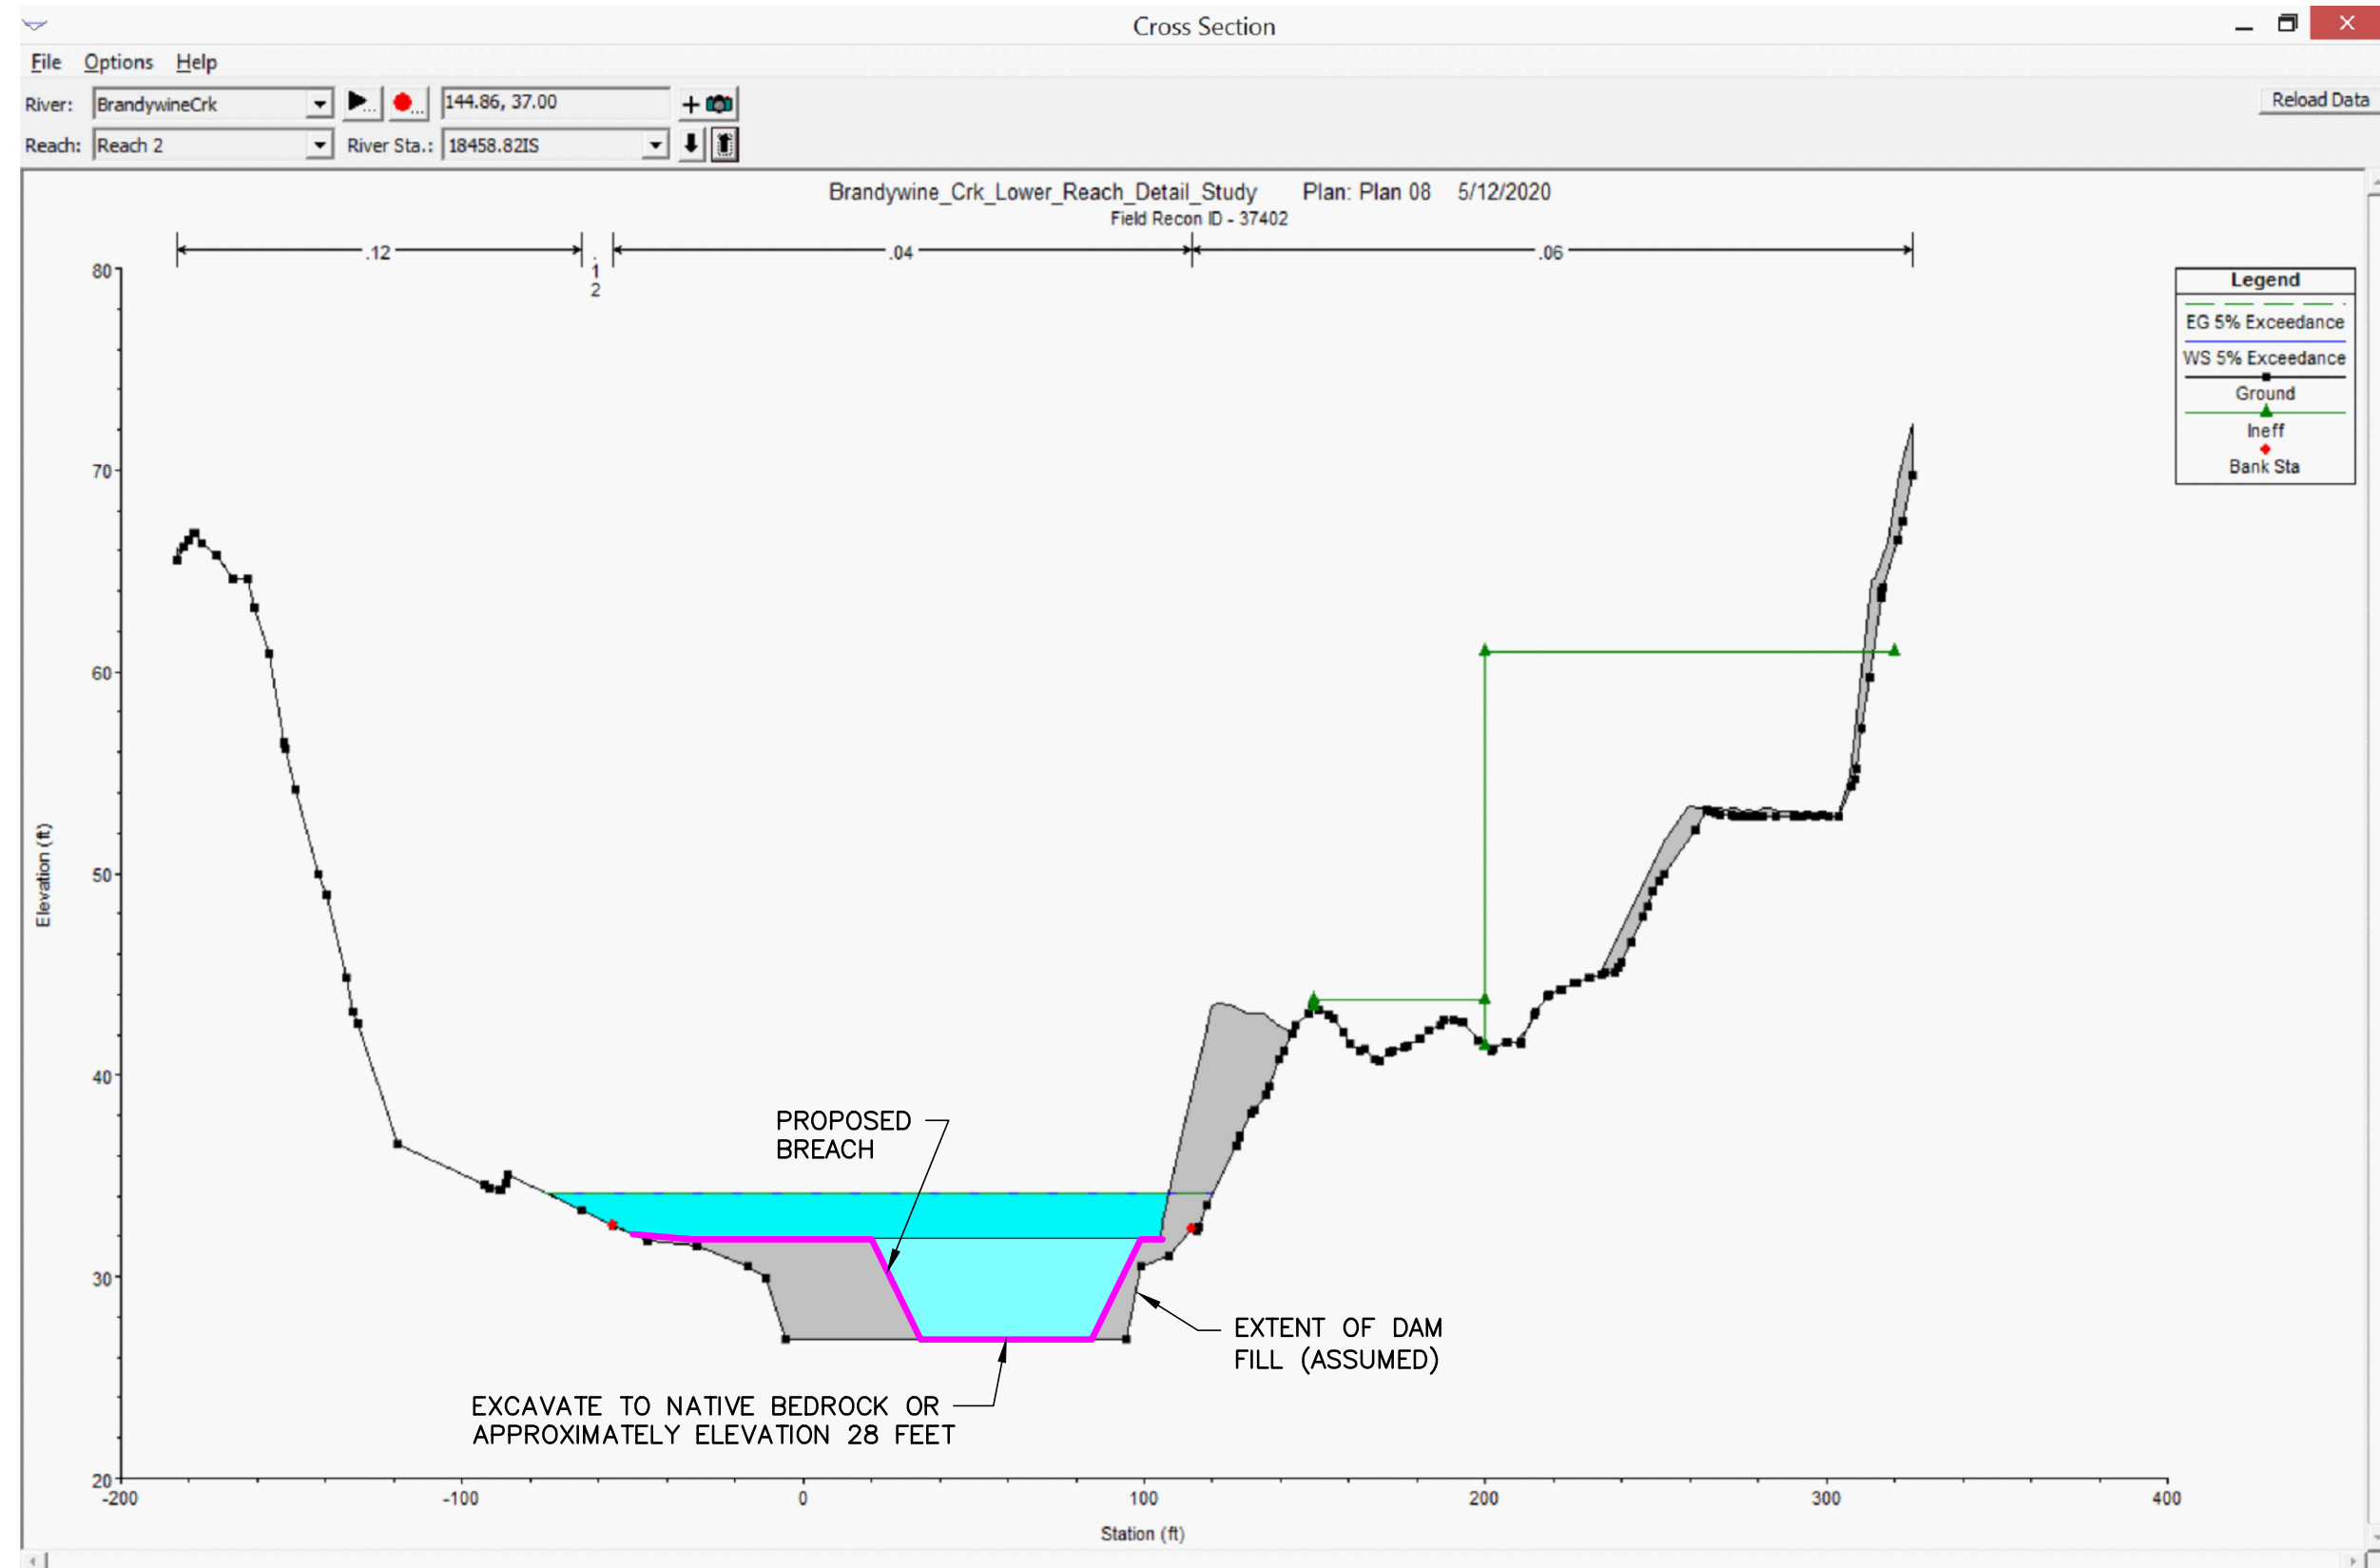 Cross Section
File Options Help
River: BrandywineCrk ... ... 144.86, 37.00 + Reload Data
Reach: Reach 2 River Sta.: 18458.82IS
Brandywine_Crk_Lower_Reach_Detail_Study Plan: Plan 08 5/12/2020
Field Recon ID - 37402
.12 .12 .04 .06
Legend
EG 5% Exceedance
WS 5% Exceedance
Ground
Ineff
Bank Sta
80
70
60
50
40
30
20
Elevation (ft)
PROPOSED
BREACH
EXTENT OF DAM
FILL (ASSUMED)
EXCAVATE TO NATIVE BEDROCK OR
APPROXIMATELY ELEVATION 28 FEET
-200 -100 0 100 200 300 400
Station (ft)